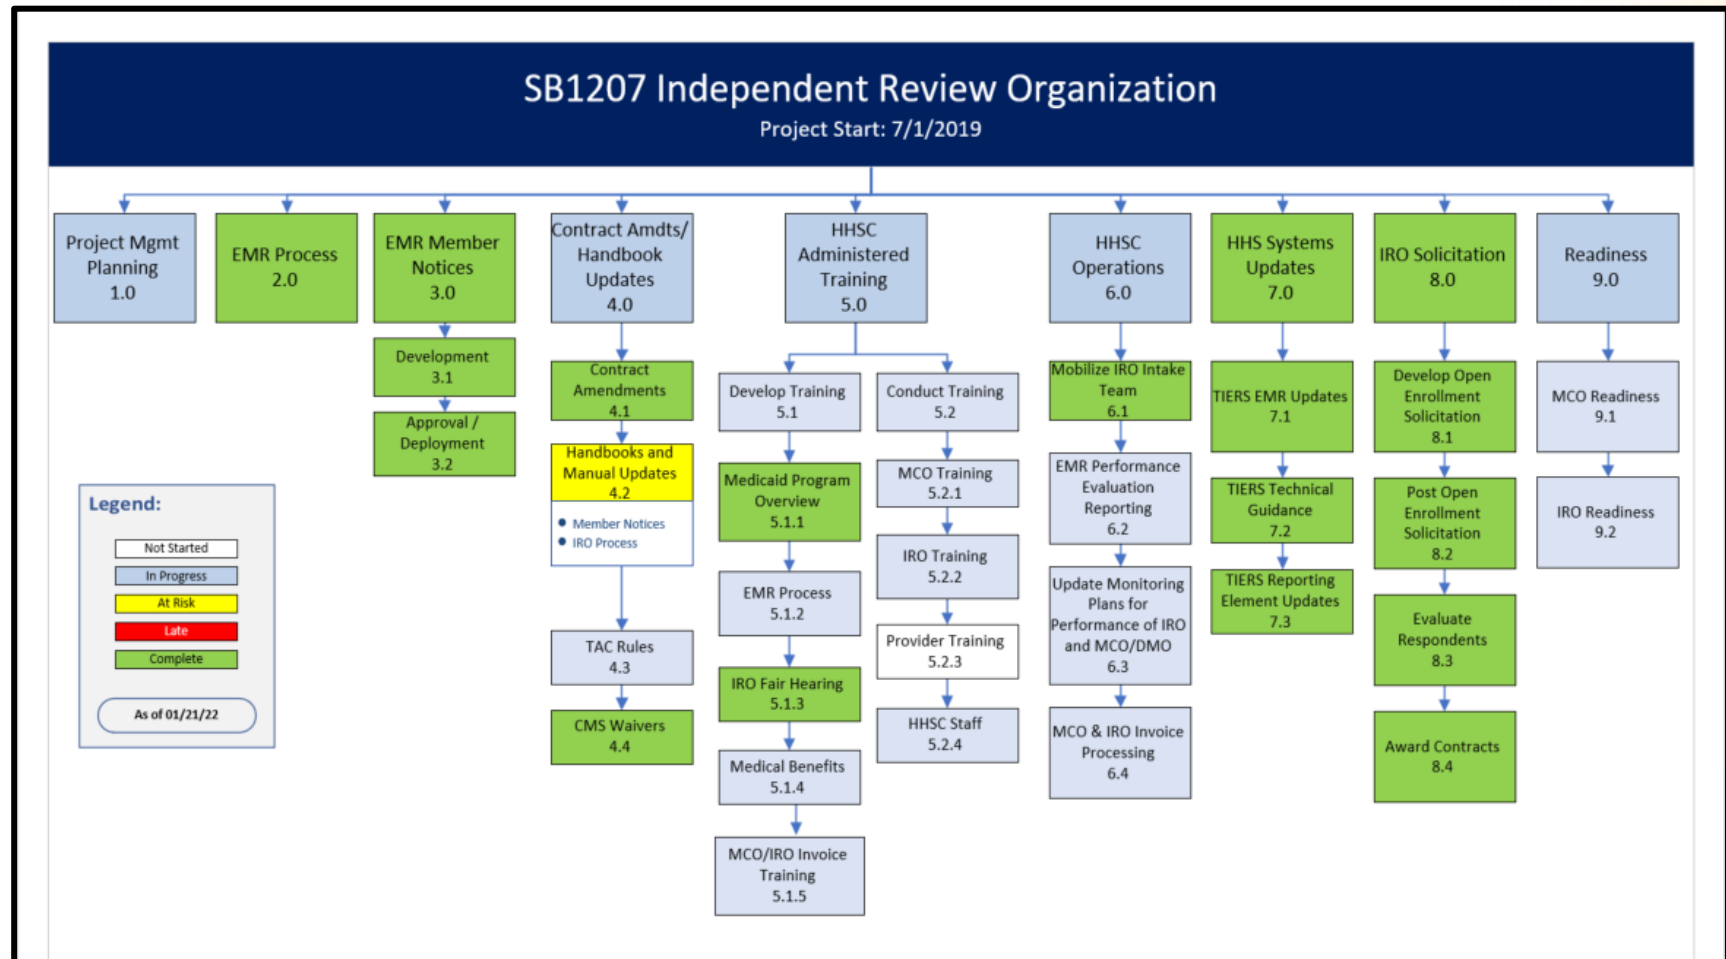 SB1207 Independent Review Organization
Project Start: 7/1/2019
Project Mgmt
Planning
1.0
EMR Process
2.0
EMR Member
Notices
3.0
Development
3.1
Approval /
Deployment
3.2
Contract Amdts/
Handbook
Updates
4.0
Contract
Amendments
4.1
Handbooks and
Manual Updates
4.2
• Member Notices
• IRO Process
TAC Rules
4.3
CMS Waivers
4.4
HHSC
Administered
Training
5.0
Develop Training
5.1
Medicaid Program
Overview
5.1.1
EMR Process
5.1.2
IRO Fair Hearing
5.1.3
Medical Benefits
5.1.4
MCO/IRO Invoice
Training
5.1.5
Conduct Training
5.2
MCO Training
5.2.1
IRO Training
5.2.2
Provider Training
5.2.3
HHSC Staff
5.2.4
HHSC
Operations
6.0
Mobilize IRO Intake
Team
6.1
EMR Performance
Evaluation
Reporting
6.2
Update Monitoring
Plans for
Performance of IRO
and MCO/DMO
6.3
MCO & IRO Invoice
Processing
6.4
HHS Systems
Updates
7.0
TIERS EMR Updates
7.1
TIERS Technical
Guidance
7.2
TIERS Reporting
Element Updates
7.3
IRO Solicitation
8.0
Develop Open
Enrollment
Solicitation
8.1
Post Open
Enrollment
Solicitation
8.2
Evaluate
Respondents
8.3
Award Contracts
8.4
Readiness
9.0
MCO Readiness
9.1
IRO Readiness
9.2
Legend:
Not Started
In Progress
At Risk
Late
Complete
As of 01/21/22